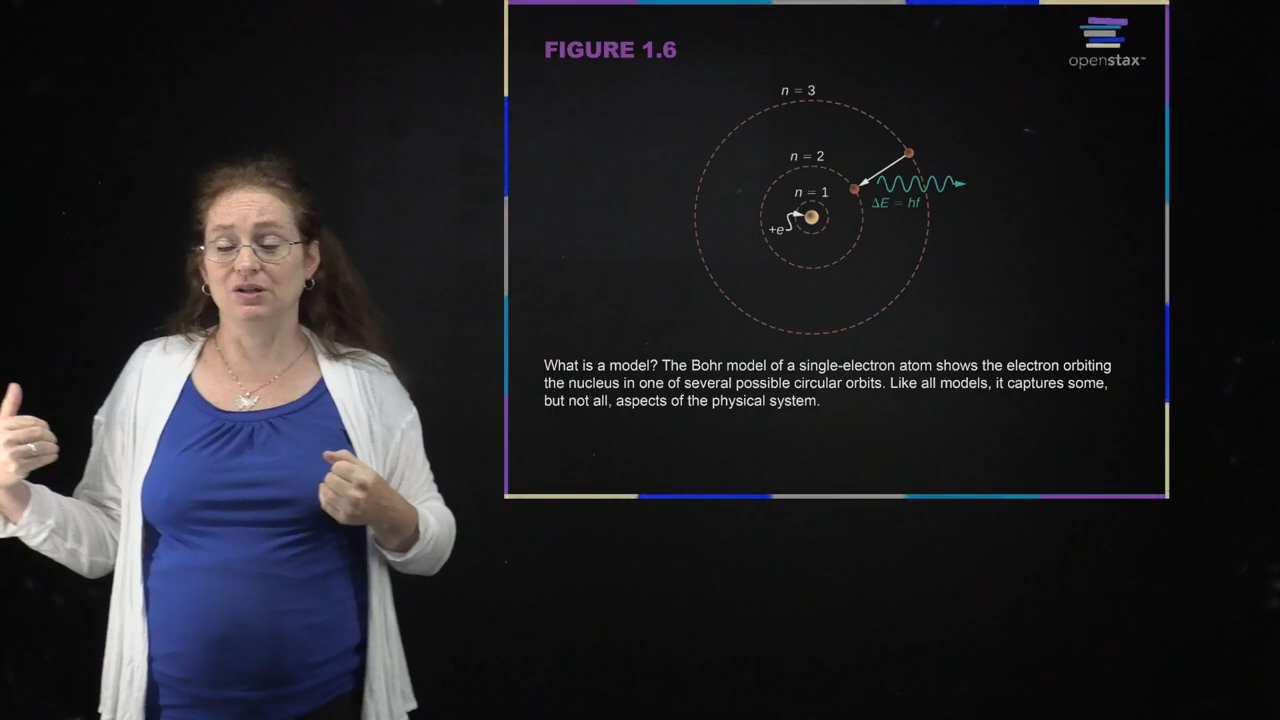 FIGURE 1.6
openstax™
n = 3
n = 2
n = 1
+e
ΔE = hf
What is a model? The Bohr model of a single-electron atom shows the electron orbiting
the nucleus in one of several possible circular orbits. Like all models, it captures some,
but not all, aspects of the physical system.